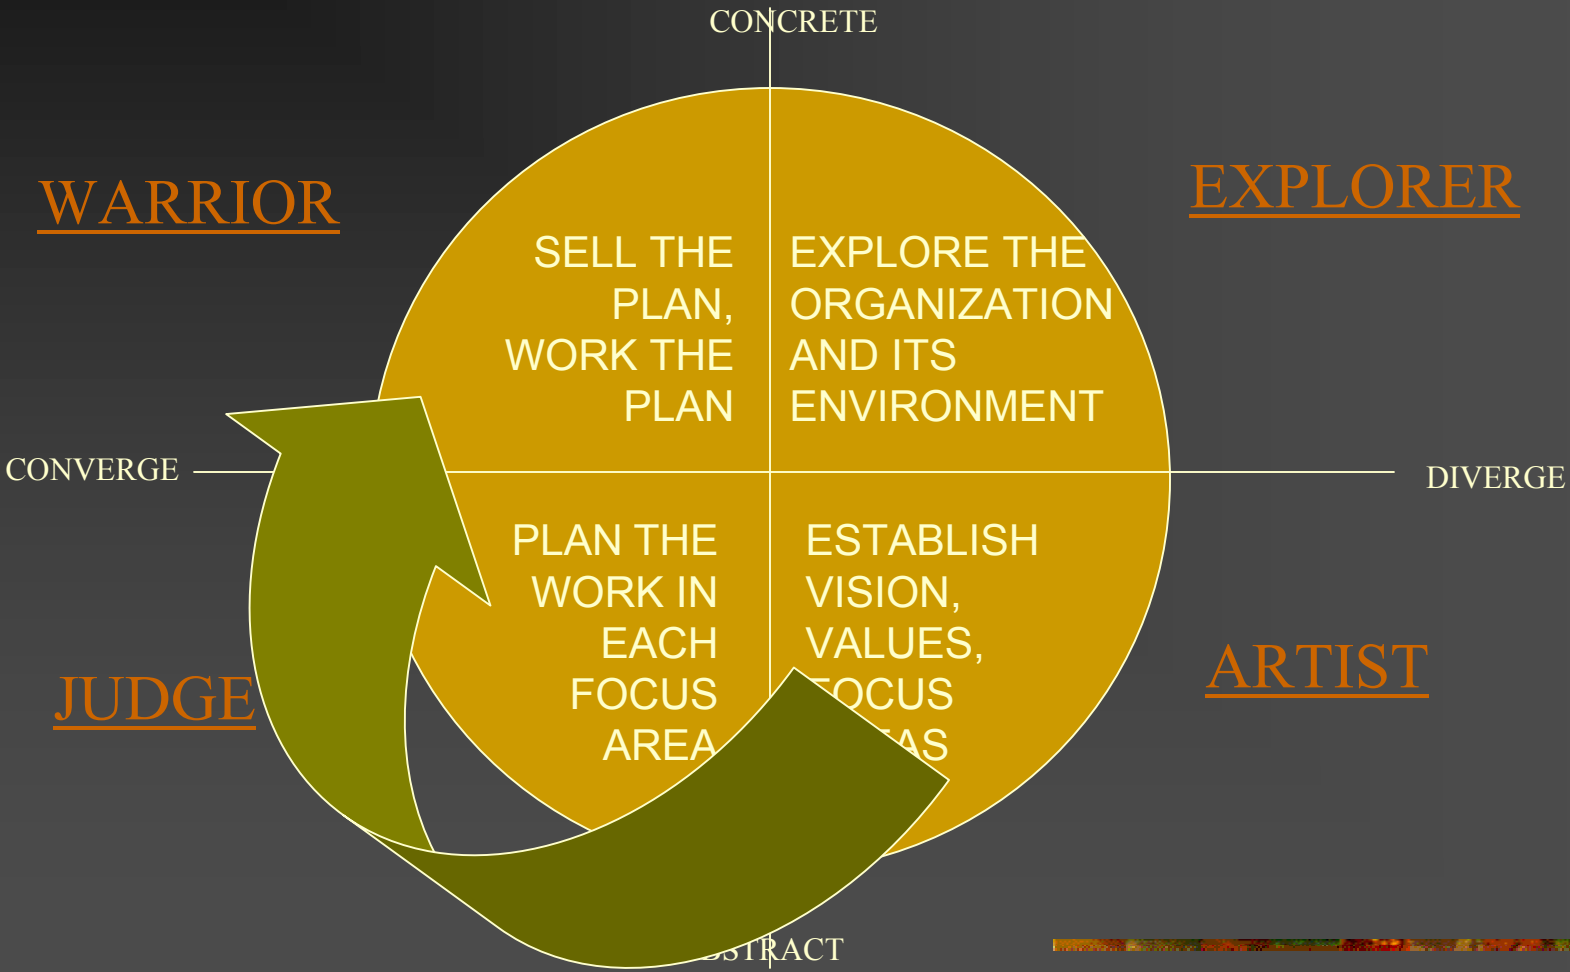 CONCRETE
WARRIOR
EXPLORER
SELL THE
PLAN,
WORK THE
PLAN
EXPLORE THE
ORGANIZATION
AND ITS
ENVIRONMENT
CONVERGE
DIVERGE
PLAN THE
WORK IN
EACH
FOCUS
AREA
ESTABLISH
VISION,
VALUES,
FOCUS
JUDGE
ARTIST